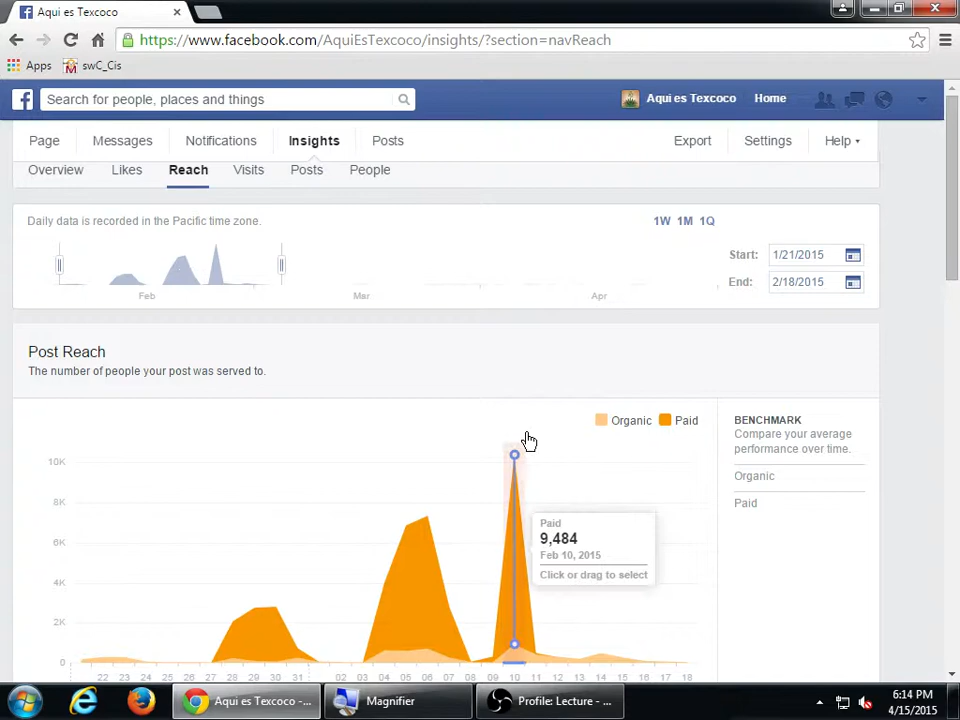 Aqui es Texcoco
https://www.facebook.com/AquiEsTexcoco/insights/?section=navReach
Apps swC_Cis
Search for people, places and things Aqui es Texcoco Home
Page Messages Notifications Insights Posts Export Settings Help
Overview Likes Reach Visits Posts People
Daily data is recorded in the Pacific time zone. 1W 1M 1Q
Start: 1/21/2015
End: 2/18/2015
Feb Mar Apr
Post Reach
The number of people your post was served to.
Organic Paid
BENCHMARK
Compare your average
performance over time.
Organic
Paid
10K
8K
6K
4K
2K
0
Paid
9,484
Feb 10, 2015
Click or drag to select
22 23 24 25 26 27 28 29 30 31 02 03 04 05 06 07 08 09 10 11 12 13 14 15 16 17 18
Aqui es Texcoco -... Magnifier Profile: Lecture - ... 6:14 PM
4/15/2015